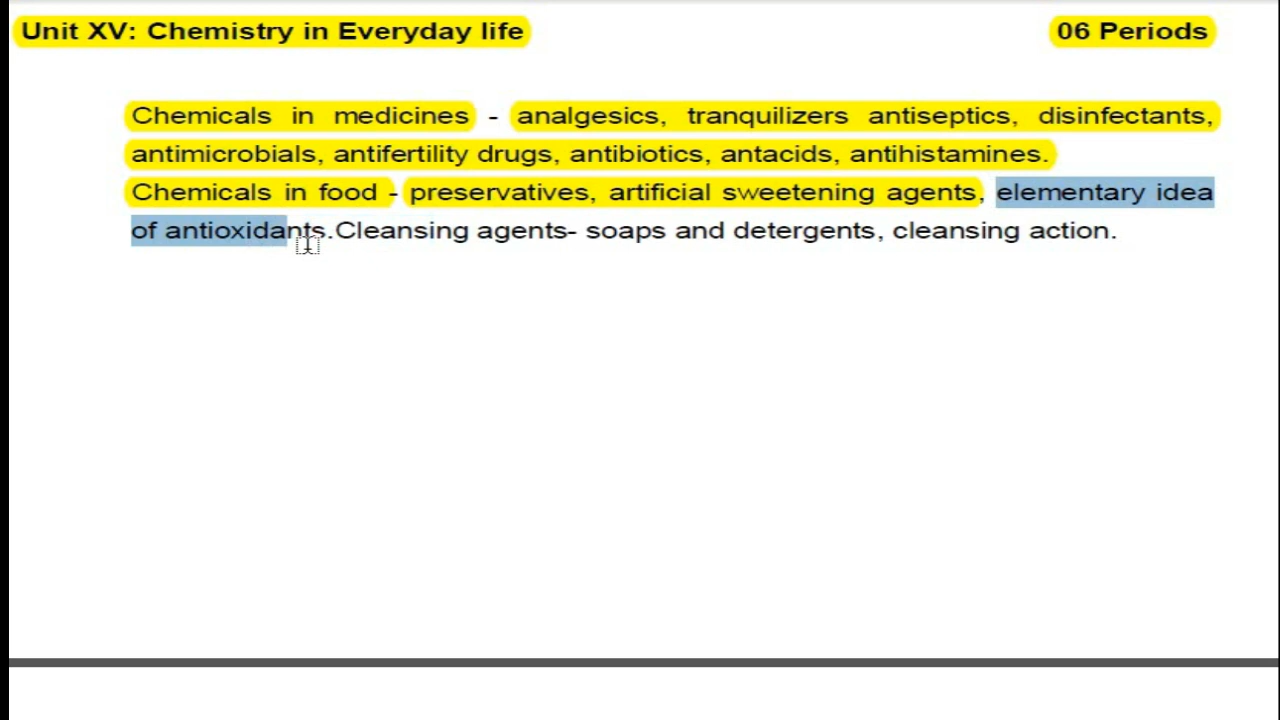 Unit XV: Chemistry in Everyday life 06 Periods
Chemicals in medicines - analgesics, tranquilizers antiseptics, disinfectants,
antimicrobials, antifertility drugs, antibiotics, antacids, antihistamines.
Chemicals in food - preservatives, artificial sweetening agents, elementary idea
of antioxidants.Cleansing agents- soaps and detergents, cleansing action.